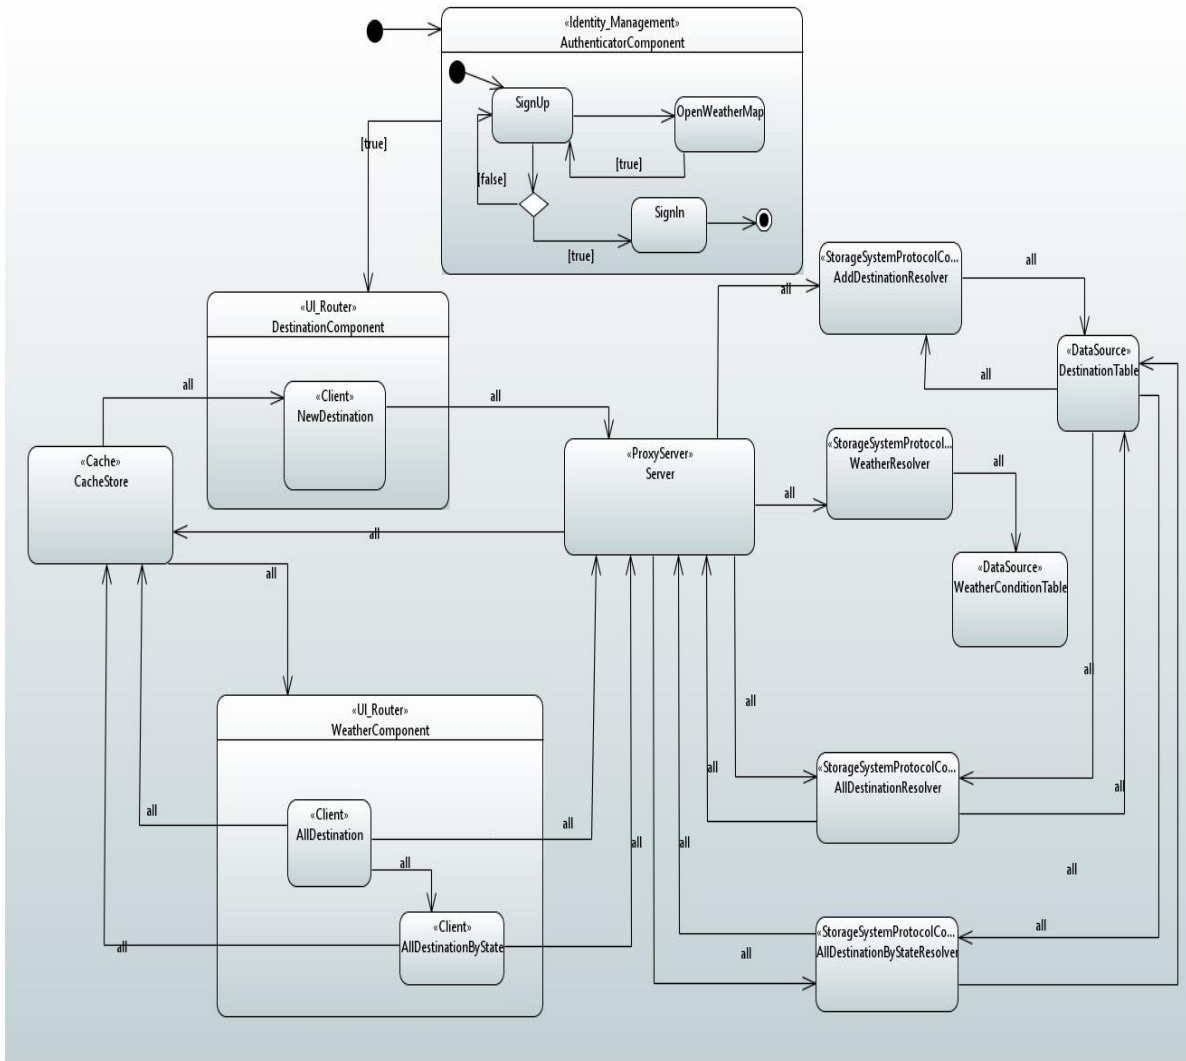 «Identity_Management»
AuthenticatorComponent
SignUp
OpenWeatherMap
[true]
[false]
[true]
SignIn
[true]
«UI_Router»
DestinationComponent
«Client»
NewDestination
all
all
«Cache»
CacheStore
«ProxyServer»
Server
all
all
«StorageSystemProtocolCo...
AddDestinationResolver
all
all
all
«DataSource»
DestinationTable
«StorageSystemProtocol...
WeatherResolver
all
all
«DataSource»
WeatherConditionTable
«UI_Router»
WeatherComponent
«Client»
AllDestination
all
all
all
«Client»
AllDestinationByState
all
all
all
all
all
all
all
«StorageSystemProtocolCo...
AllDestinationResolver
all
all
all
all
«StorageSystemProtocolCo...
AllDestinationByStateResolver